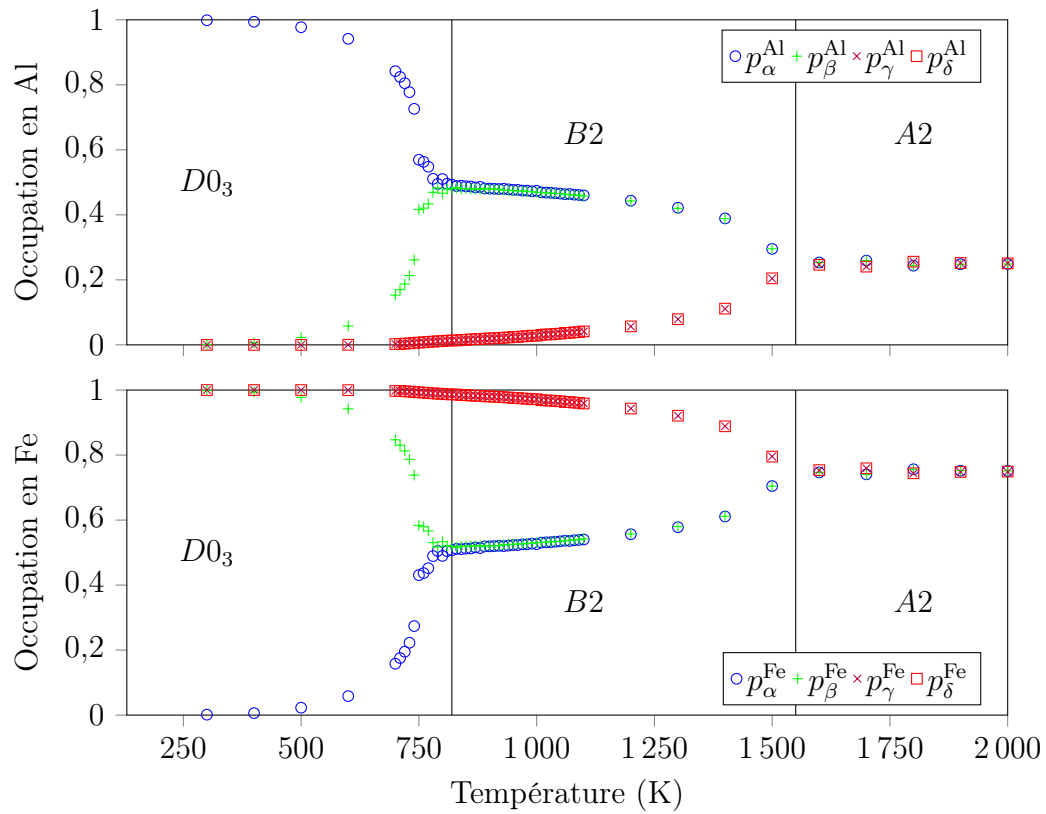 Occupation en Al
1
0,8
0,6
0,4
0,2
0
p_α^Al p_β^Al p_γ^Al p_δ^Al
D0₃
B2
A2
Occupation en Fe
1
0,8
0,6
0,4
0,2
0
D0₃
B2
A2
p_α^Fe p_β^Fe p_γ^Fe p_δ^Fe
250 500 750 1 000 1 250 1 500 1 750 2 000
Température (K)